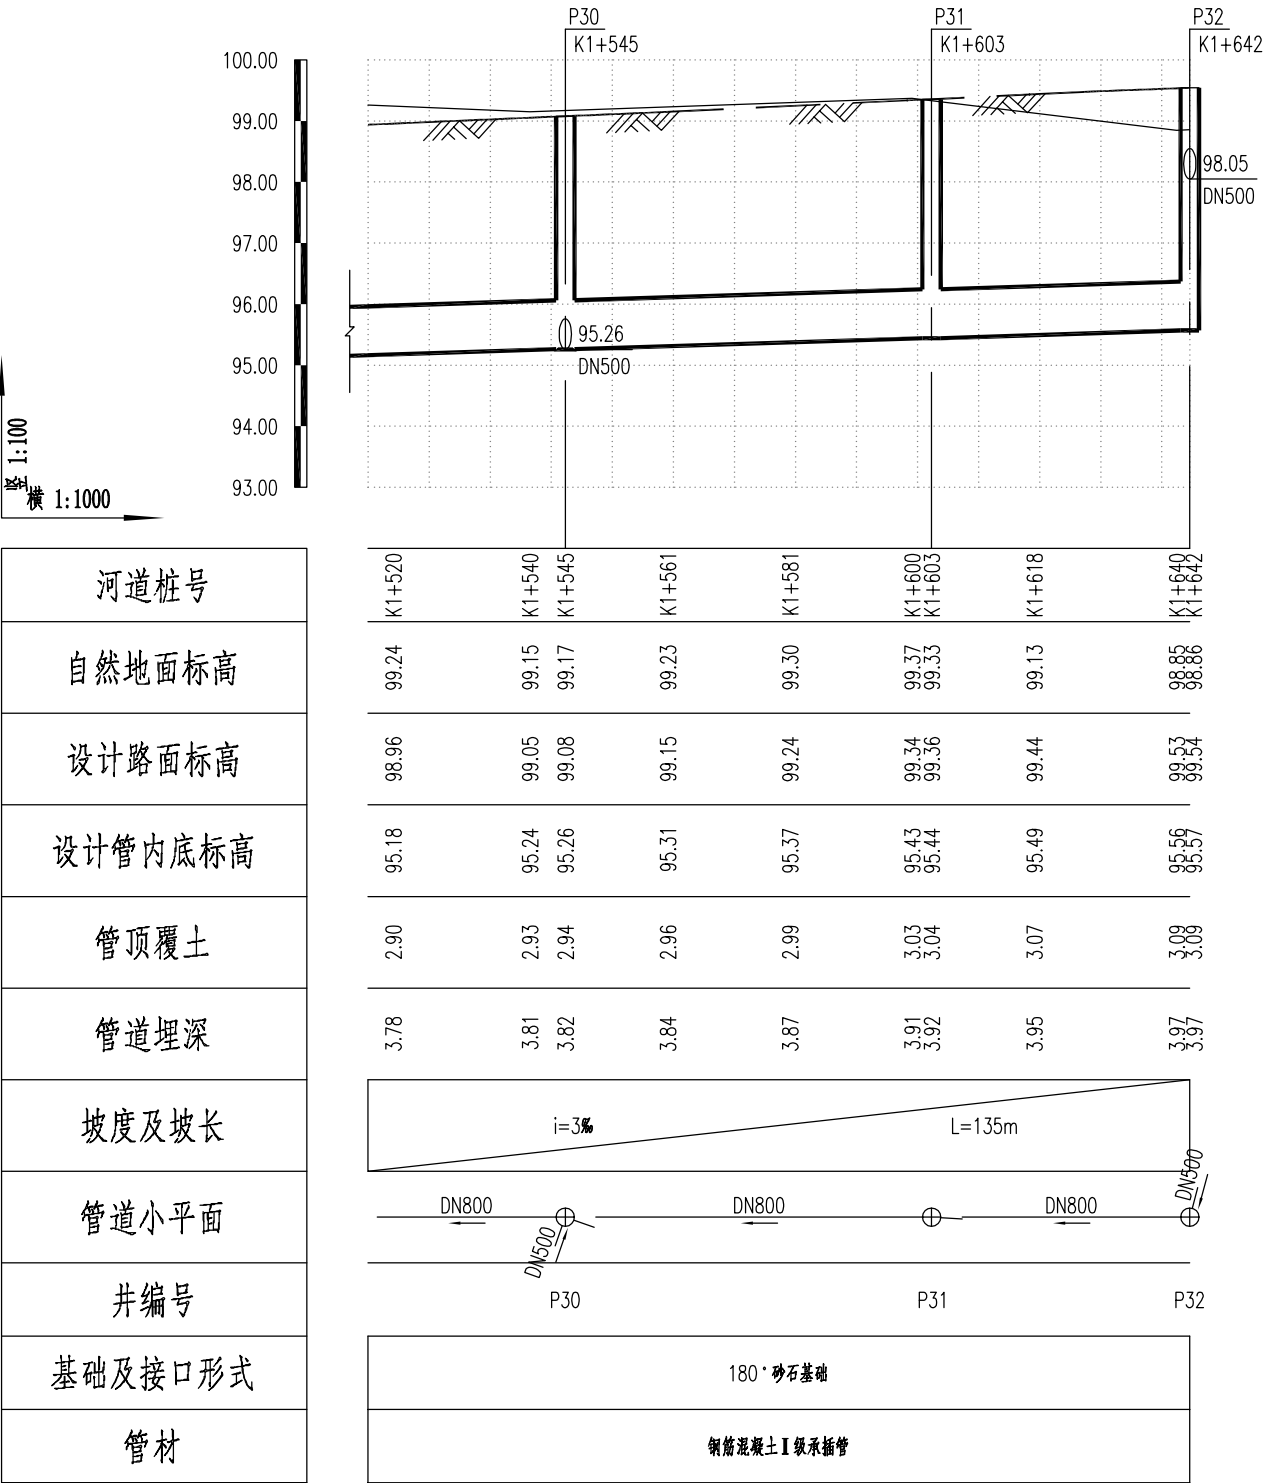 P30
K1+545
P31
K1+603
P32
K1+642
100.00
99.00
98.00
97.00
96.00
95.00
94.00
93.00
98.05
DN500
95.26
DN500
竖 1:100
横 1:1000
河道桩号
K1+520 K1+540 K1+545 K1+561 K1+581 K1+600 K1+603 K1+618 K1+640 K1+642
自然地面标高
99.24 99.15 99.17 99.23 99.30 99.37 99.33 99.13 98.85 98.86
设计路面标高
98.96 99.05 99.08 99.15 99.24 99.34 99.36 99.44 99.53 99.54
设计管内底标高
95.18 95.24 95.26 95.31 95.37 95.43 95.44 95.49 95.56 95.57
管顶覆土
2.90 2.93 2.94 2.96 2.99 3.03 3.04 3.07 3.09 3.09
管道埋深
3.78 3.81 3.82 3.84 3.87 3.91 3.92 3.95 3.97 3.97
坡度及坡长
i=3‰ L=135m
管道小平面
DN800 DN500 DN800 DN800 DN500
井编号
P30 P31 P32
基础及接口形式
180°砂石基础
管材
钢筋混凝土Ⅱ级承插管